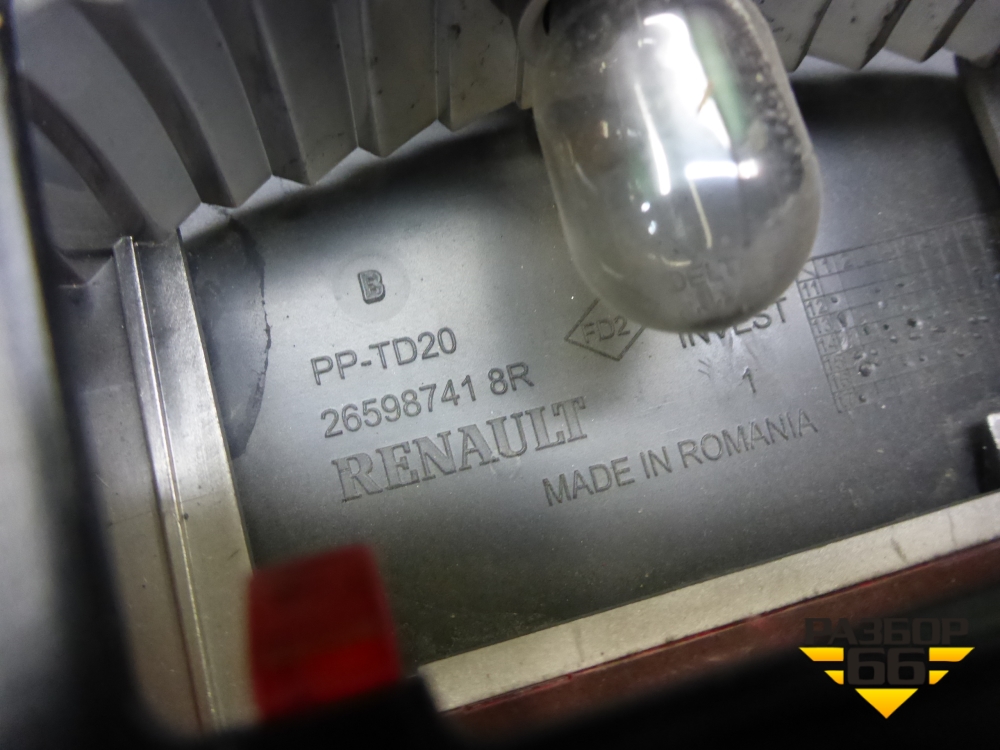 B
PP-TD20
26598741 8R
RENAULT
FD2
INVEST
1
MADE IN ROMANIA
РАЗБОР
66